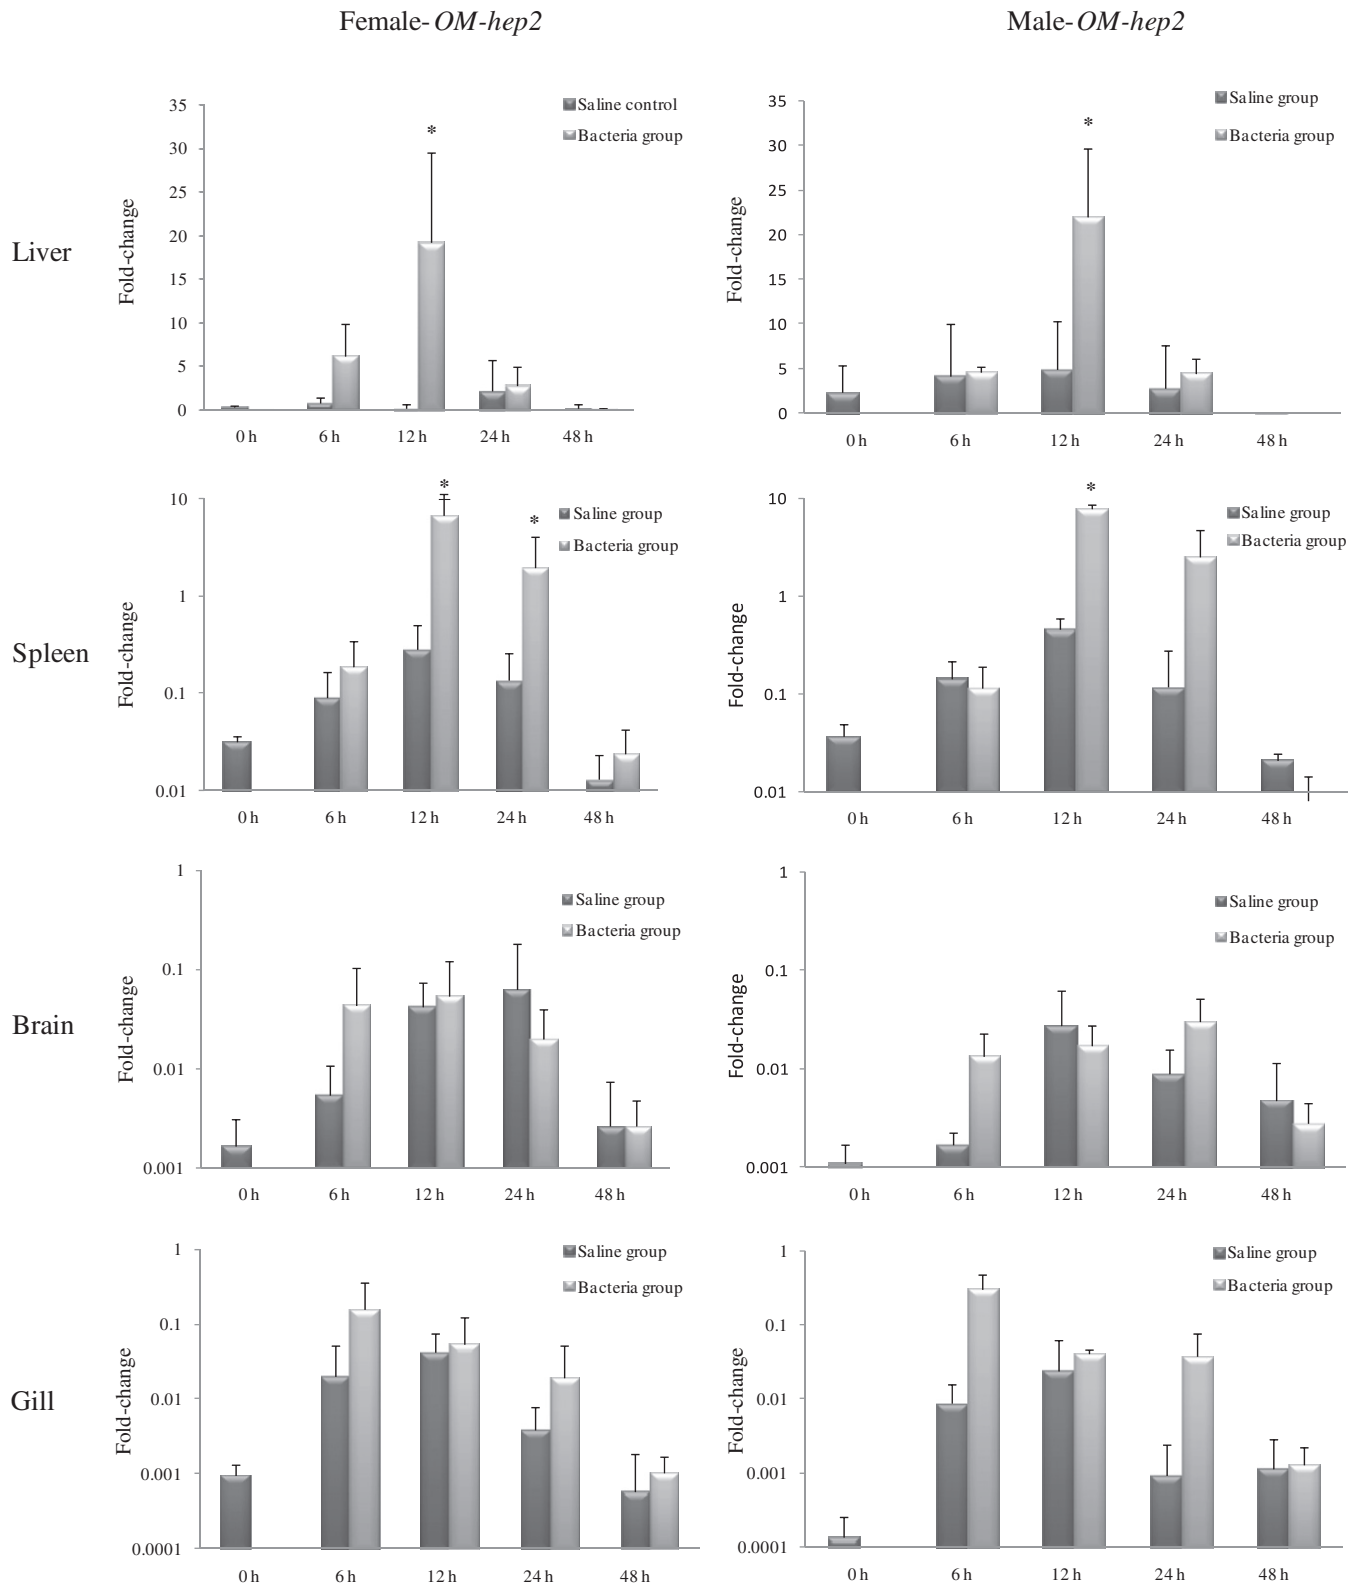 Female-OM-hep2
Male-OM-hep2
Liver
Fold-change
35
30
25
20
15
10
5
0
*
Saline control
Bacteria group
0 h 6 h 12 h 24 h 48 h
Fold-change
35
30
25
20
15
10
5
0
*
Saline group
Bacteria group
0 h 6 h 12 h 24 h 48 h
Spleen
Fold-change
10
1
0.1
0.01
* *
Saline group
Bacteria group
0 h 6 h 12 h 24 h 48 h
Fold-change
10
1
0.1
0.01
*
Saline group
Bacteria group
0 h 6 h 12 h 24 h 48 h
Brain
Fold-change
1
0.1
0.01
0.001
Saline group
Bacteria group
0 h 6 h 12 h 24 h 48 h
Fold-change
1
0.1
0.01
0.001
Saline group
Bacteria group
0 h 6 h 12 h 24 h 48 h
Gill
Fold-change
1
0.1
0.01
0.001
0.0001
Saline group
Bacteria group
0 h 6 h 12 h 24 h 48 h
Fold-change
1
0.1
0.01
0.001
0.0001
Saline group
Bacteria group
0 h 6 h 12 h 24 h 48 h